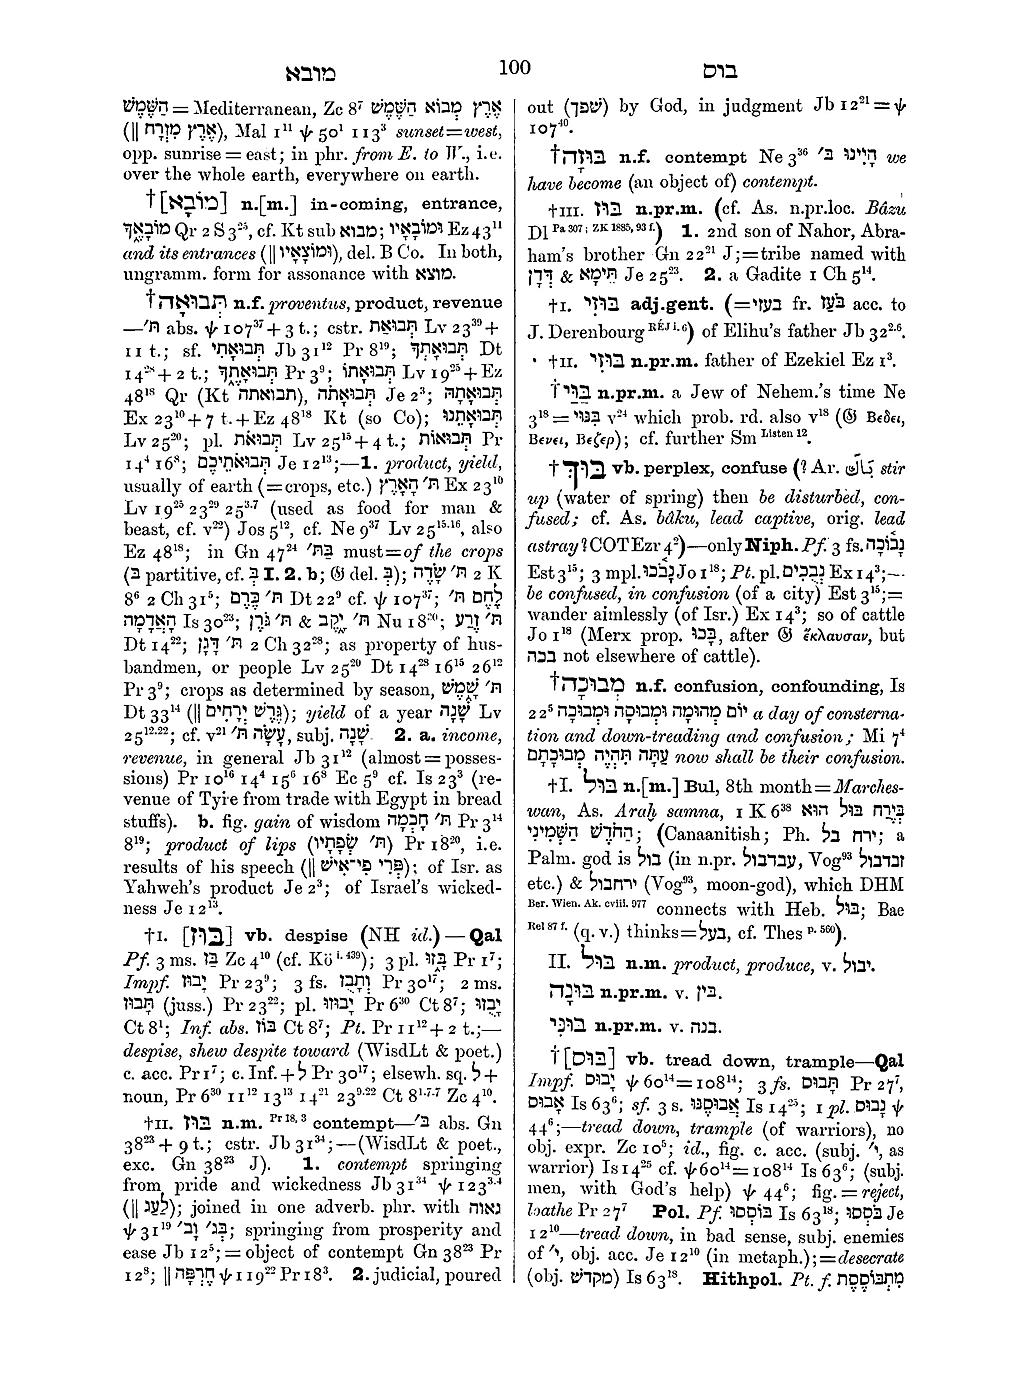 מובא 100 בוס
אֶרֶץ מְבוֹא הַשֶּׁמֶשׁ = Mediterranean, Zc 8⁷ הַשֶּׁמֶשׁ
(‖ אֶרֶץ מִזְרָח), Mal 1¹¹ ψ 50¹ 113³ sunset=west,
opp. sunrise = east; in phr. from E. to W., i.e.
over the whole earth, everywhere on earth.
†[מוֹבָא] n.[m.] in-coming, entrance,
מוֹבָאֶךָ Qr 2 S 3²⁵, cf. Kt sub מבוא; וּמוֹבָאָיו Ez 43¹¹
and its entrances (‖ וּמוֹצָאָיו), del. B Co. In both,
ungramm. form for assonance with מוצא.
†תְּבוּאָה n.f. proventus, product, revenue
—ת׳ abs. ψ 107³⁷ + 3 t.; cstr. תְּבוּאַת Lv 23³⁹ +
11 t.; sf. תְּבוּאָתִי Jb 31¹² Pr 8¹⁹; תְּבוּאָתְךָ Dt
14²⁸ + 2 t.; תְּבוּאָתֶךָ Pr 3⁹; תְּבוּאָתוֹ Lv 19²⁵ + Ez
48¹⁸ Qr (Kt תבואתה), תְּבוּאָתֹה Je 2³; תְּבוּאָתָהּ
Ex 23¹⁰ + 7 t. + Ez 48¹⁸ Kt (so Co); תְּבוּאָתֵנוּ
Lv 25²⁰; pl. תְּבוּאֹת Lv 25¹⁵ + 4 t.; תְּבוּאוֹת Pr
14⁴ 16⁸; תְּבוּאֹתֵיכֶם Je 12¹³;—1. product, yield,
usually of earth (=crops, etc.) ת׳ הָאָרֶץ Ex 23¹⁰
Lv 19²⁵ 23²⁹ 25³·⁷ (used as food for man &
beast, cf. v²²) Jos 5¹², cf. Ne 9³⁷ Lv 25¹⁵·¹⁶, also
Ez 48¹⁸; in Gn 47²⁴ בַּת׳ must=of the crops
(בְּ partitive, cf. בְּ I. 2. b; 𝔊 del. בְּ); ת׳ שָׂדֶה 2 K
8⁶ 2 Ch 31⁵; ת׳ כֶּרֶם Dt 22⁹ cf. ψ 107³⁷; לֶחֶם ת׳
הָאֲדָמָה Is 30²³; ת׳ גֹּרֶן & ת׳ יֶקֶב Nu 18³⁰; ת׳ זֶרַע
Dt 14²²; ת׳ דָּגָן 2 Ch 32²⁸; as property of hus-
bandmen, or people Lv 25²⁰ Dt 14²⁸ 16¹⁵ 26¹²
Pr 3⁹; crops as determined by season, ת׳ שָׁמֶשׁ
Dt 33¹⁴ (‖ גֶּרֶשׁ יְרָחִים); yield of a year שָׁנָה Lv
25¹²·²²; cf. v²¹ עָשָׂה ת׳, subj. שָׁנָה. 2. a. income,
revenue, in general Jb 31¹² (almost = posses-
sions) Pr 10¹⁶ 14⁴ 15⁶ 16⁸ Ec 5⁹ cf. Is 23³ (re-
venue of Tyre from trade with Egypt in bread
stuffs). b. fig. gain of wisdom ת׳ חָכְמָה Pr 3¹⁴
8¹⁹; product of lips (ת׳ שְׂפָתָיו) Pr 18²⁰, i.e.
results of his speech (‖ פְּרִי פִי־אִישׁ); of Isr. as
Yahweh's product Je 2³; of Israel's wicked-
ness Je 12¹³.
†I. [בּוּז] vb. despise (NH id.)—Qal
Pf. 3 ms. בַּז Zc 4¹⁰ (cf. Kö i. 439); 3 pl. בָּזוּ Pr 1⁷;
Impf. יָבוּז Pr 23⁹; 3 fs. וְתָבֻז Pr 30¹⁷; 2 ms.
תָּבוּז (juss.) Pr 23²²; pl. יָבוּזוּ Pr 6³⁰ Ct 8⁷; יָבֻזוּ
Ct 8¹; Inf. abs. בּוֹז Ct 8⁷; Pt. Pr 11¹² + 2 t.;—
despise, shew despite toward (WisdLt & poet.)
c. acc. Pr 1⁷; c. Inf. + לְ Pr 30¹⁷; elsewh. sq. לְ +
noun, Pr 6³⁰ 11¹² 13¹³ 14²¹ 23⁹·²² Ct 8¹·⁷·⁷ Zc 4¹⁰.
†II. בּוּז n.m. Pr 18, 3 contempt—ב׳ abs. Gn
38²³ + 9 t.; cstr. Jb 31³⁴;—(WisdLt & poet.,
exc. Gn 38²³ J). 1. contempt springing
from pride and wickedness Jb 31³⁴ ψ 123³·⁴
(‖ לַעַג); joined in one adverb. phr. with גאוה
ψ 31¹⁹ בְּג׳ וָב׳; springing from prosperity and
ease Jb 12⁵; = object of contempt Gn 38²³ Pr
12⁸; ‖ חֶרְפָּה ψ 119²² Pr 18³. 2. judicial, poured
out (שׁפך) by God, in judgment Jb 12²¹ = ψ
107⁴⁰.
†בּוּזָה n.f. contempt Ne 3³⁶ הָיִינוּ ב׳ we
have become (an object of) contempt.
†III. בּוּז n.pr.m. (cf. As. n.pr.loc. Bâzu
Dl Pa 307; ZK 1885, 93 f.) 1. 2nd son of Nahor, Abra-
ham's brother Gn 22²¹ J;=tribe named with
דְּדָן & תֵּימָא Je 25²³. 2. a Gadite 1 Ch 5¹⁴.
†I. בּוּזִי adj.gent. (=בעזי fr. בֹּעַז acc. to
J. Derenbourg RÉJ i. 6) of Elihu's father Jb 32²·⁶.
†II. בּוּזִי n.pr.m. father of Ezekiel Ez 1³.
†בַּוַּי n.pr.m. a Jew of Nehem.'s time Ne
3¹⁸ = בִּנּוּי v²⁴ which prob. rd. also v¹⁸ (𝔊 Βεδει,
Βενει, Βεζερ); cf. further Sm Listen 12.
†בּוּךְ vb. perplex, confuse (? Ar. بَاكَ stir
up (water of spring) then be disturbed, con-
fused; cf. As. bâku, lead captive, orig. lead
astray ? COT Ezr 4²)—only Niph. Pf. 3 fs. נָבוֹכָה
Est 3¹⁵; 3 mpl. נָבֹכוּ Jo 1¹⁸; Pt. pl. נְבֻכִים Ex 14³;—
be confused, in confusion (of a city) Est 3¹⁵;=
wander aimlessly (of Isr.) Ex 14³; so of cattle
Jo 1¹⁸ (Merx prop. בָּכוּ, after 𝔊 ἔκλαυσαν, but
בכה not elsewhere of cattle).
†מְבוּכָה n.f. confusion, confounding, Is
22⁵ יוֹם מְהוּמָה וּמְבוּסָה וּמְבוּכָה a day of consterna-
tion and down-treading and confusion; Mi 7⁴
עַתָּה תִּהְיֶה מְבוּכָתָם now shall be their confusion.
†I. בּוּל n.[m.] Bul, 8th month=Marches-
wan, As. Araḥ samna, 1 K 6³⁸ בְּיֶרַח בּוּל הוּא
הַחֹדֶשׁ הַשְּׁמִינִי; (Canaanitish; Ph. ירח בל; a
Palm. god is בול (in n.pr. עבדבול, Vog⁹³ זבדבול
etc.) & ירחבול (Vog⁹³, moon-god), which DHM
Ber. Wien. Ak. cviii. 977 connects with Heb. בּוּל; Bae
Rel 87 f. (q.v.) thinks=בעל, cf. Thes p. 560).
II. בּוּל n.m. product, produce, v. יבול.
בּוּנָה n.pr.m. v. בין.
בּוּנִּי n.pr.m. v. בנה.
†[בּוּס] vb. tread down, trample—Qal
Impf. יָבוּס ψ 60¹⁴ = 108¹⁴; 3 fs. תָּבוּס Pr 27⁷,
אָבוּס Is 63⁶; sf. 3 s. אֲבוּסֶנּוּ Is 14²⁵; 1 pl. נָבוּס ψ
44⁶;—tread down, trample (of warriors), no
obj. expr. Zc 10⁵; id., fig. c. acc. (subj. י׳, as
warrior) Is 14²⁵ cf. ψ 60¹⁴ = 108¹⁴ Is 63⁶; (subj.
men, with God's help) ψ 44⁶; fig. = reject,
loathe Pr 27⁷ Pol. Pf. בּוֹסְסוּ Is 63¹⁸; בֹּסְסוּ Je
12¹⁰—tread down, in bad sense, subj. enemies
of י׳, obj. acc. Je 12¹⁰ (in metaph.);=desecrate
(obj. מקדשׁ) Is 63¹⁸. Hithpol. Pt. f. מִתְבּוֹסֶסֶת